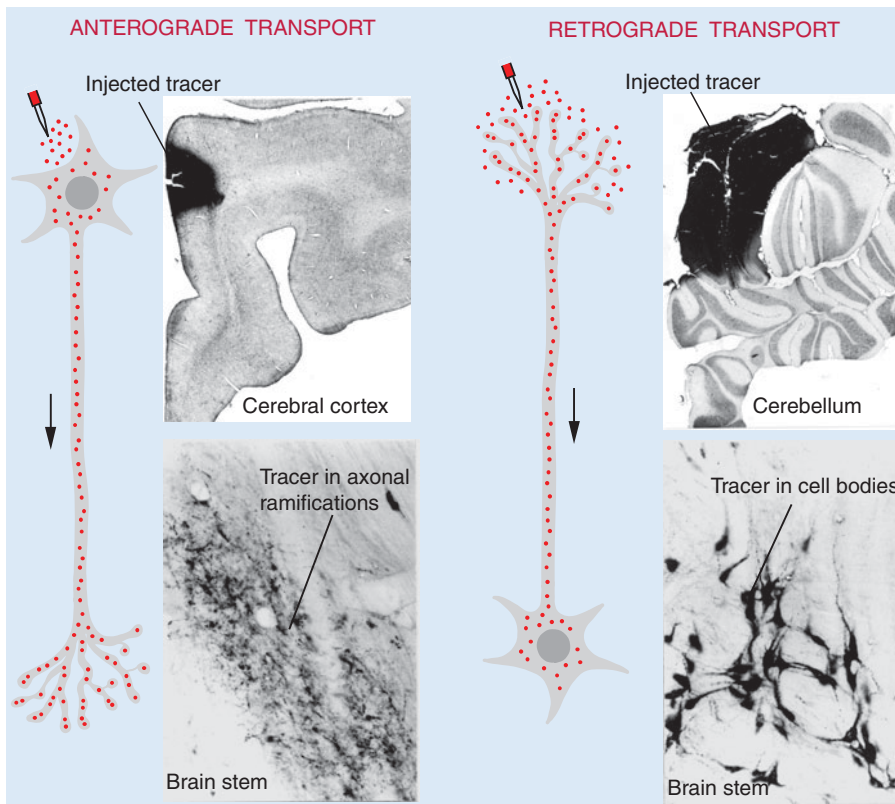 ANTEROGRADE TRANSPORT
Injected tracer
Cerebral cortex
Tracer in axonal
ramifications
Brain stem
RETROGRADE TRANSPORT
Injected tracer
Cerebellum
Tracer in cell bodies
Brain stem